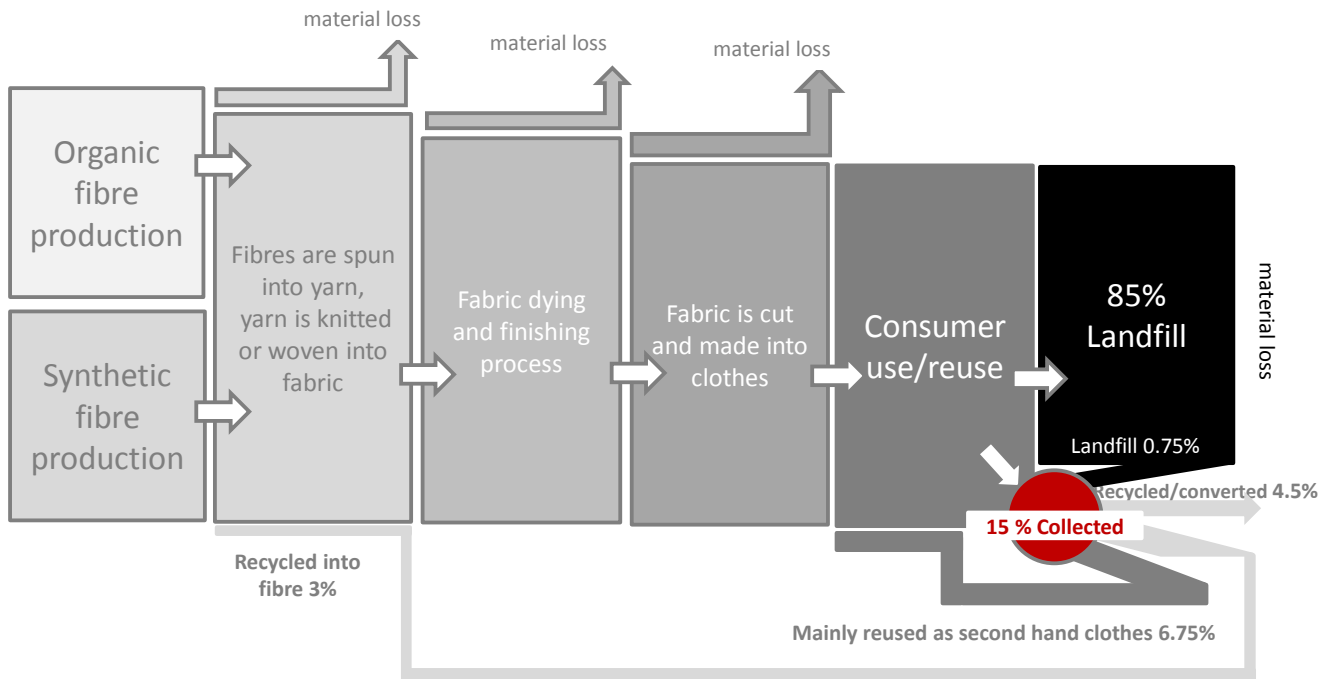 material loss
material loss
material loss
Organic
fibre
production
Synthetic
fibre
production
Fibres are spun
into yarn,
yarn is knitted
or woven into
fabric
Fabric dying
and finishing
process
Fabric is cut
and made into
clothes
Consumer
use/reuse
85%
Landfill
material loss
Landfill 0.75%
Recycled/converted 4.5%
15 % Collected
Recycled into
fibre 3%
Mainly reused as second hand clothes 6.75%